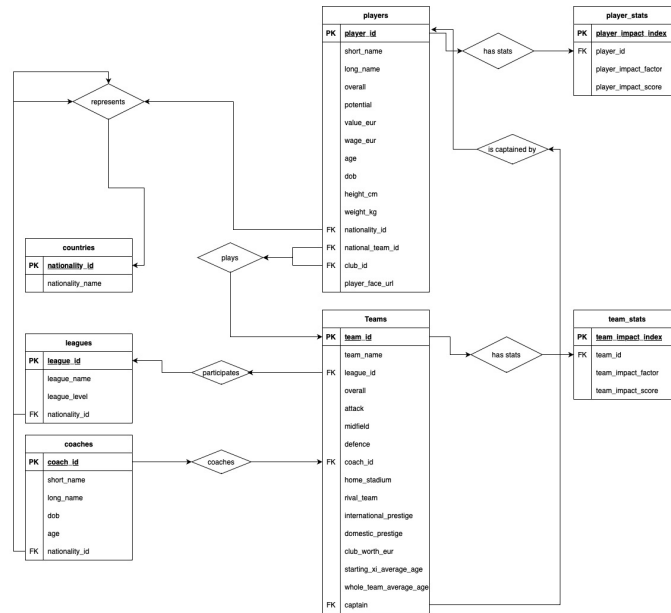 players
PK player_id
short_name
long_name
overall
potential
value_eur
wage_eur
age
dob
height_cm
weight_kg
FK nationality_id
FK national_team_id
FK club_id
player_face_url
player_stats
PK player_impact_index
FK player_id
player_impact_factor
player_impact_score
has stats
represents
is captained by
countries
PK nationality_id
nationality_name
plays
leagues
PK league_id
league_name
league_level
FK nationality_id
participates
coaches
PK coach_id
short_name
long_name
dob
age
FK nationality_id
coaches
Teams
PK team_id
team_name
FK league_id
overall
attack
midfield
defence
FK coach_id
home_stadium
rival_team
international_prestige
domestic_prestige
club_worth_eur
starting_xi_average_age
whole_team_average_age
FK captain
has stats
team_stats
PK team_impact_index
FK team_id
team_impact_factor
team_impact_score